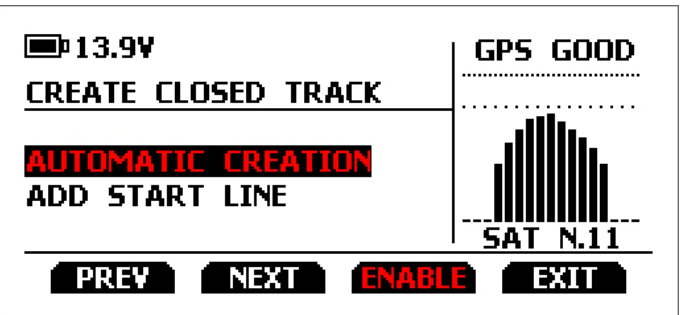 13.9V
GPS GOOD
CREATE CLOSED TRACK
AUTOMATIC CREATION
ADD START LINE
SAT N.11
PREV NEXT ENABLE EXIT